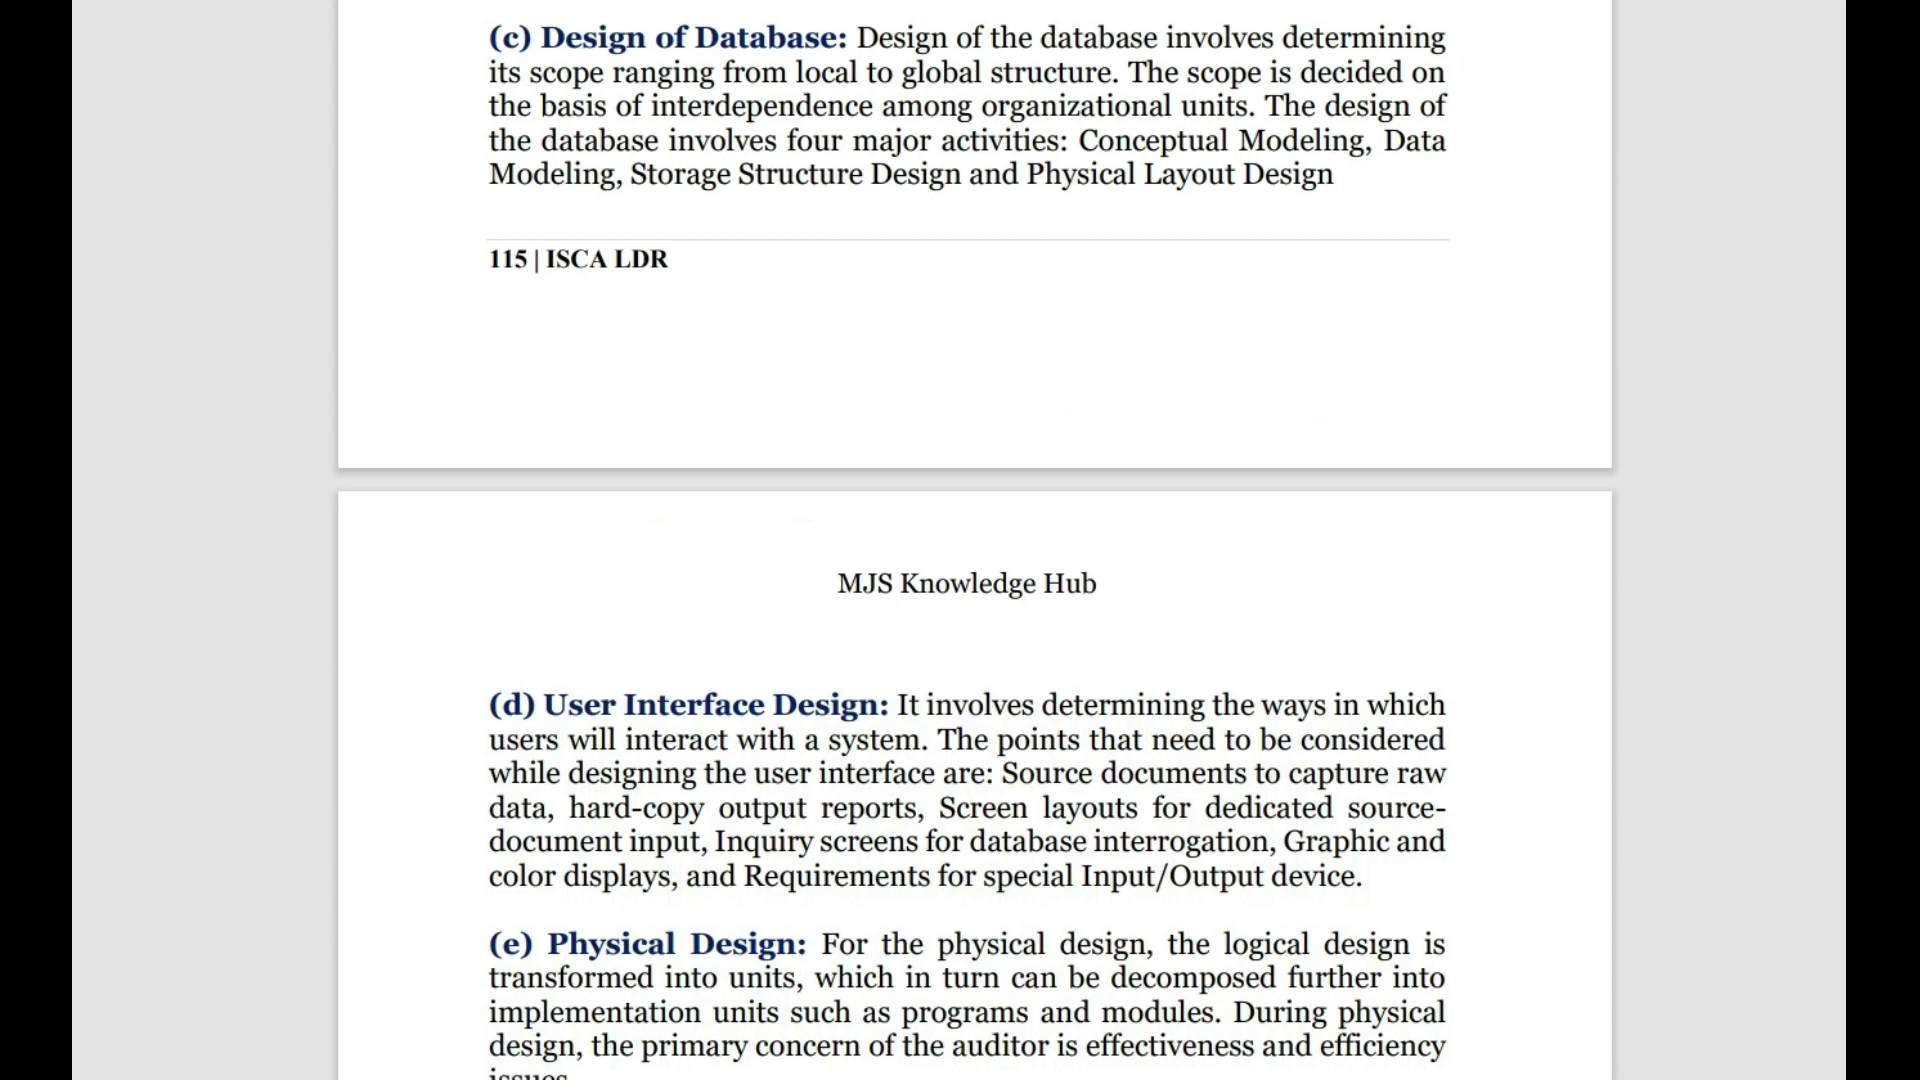 (c) Design of Database: Design of the database involves determining
its scope ranging from local to global structure. The scope is decided on
the basis of interdependence among organizational units. The design of
the database involves four major activities: Conceptual Modeling, Data
Modeling, Storage Structure Design and Physical Layout Design
115 | ISCA LDR
MJS Knowledge Hub
(d) User Interface Design: It involves determining the ways in which
users will interact with a system. The points that need to be considered
while designing the user interface are: Source documents to capture raw
data, hard-copy output reports, Screen layouts for dedicated source-
document input, Inquiry screens for database interrogation, Graphic and
color displays, and Requirements for special Input/Output device.
(e) Physical Design: For the physical design, the logical design is
transformed into units, which in turn can be decomposed further into
implementation units such as programs and modules. During physical
design, the primary concern of the auditor is effectiveness and efficiency
issues.